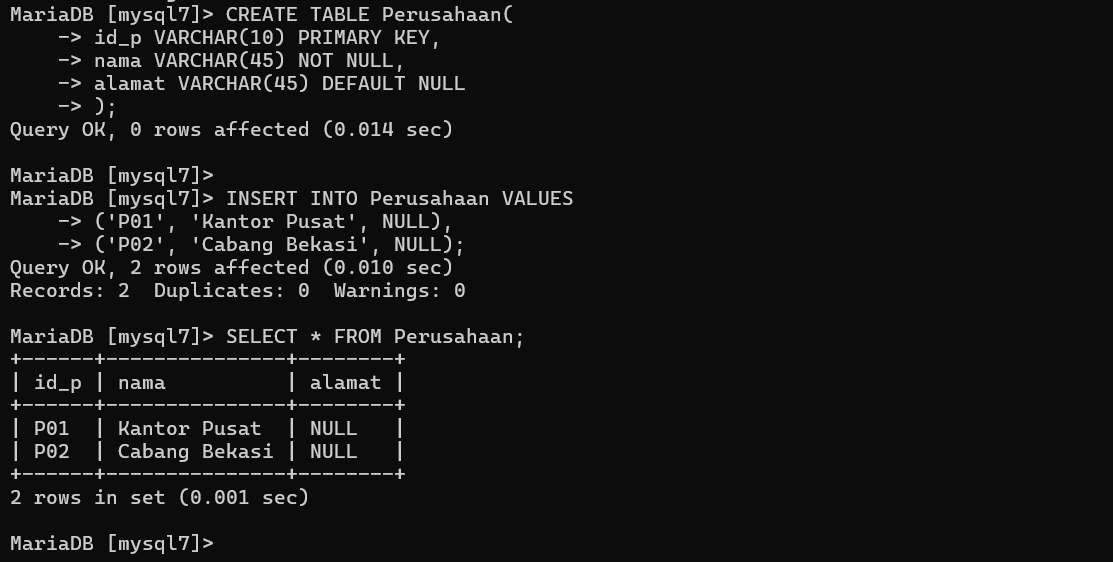 MariaDB [mysql7]> CREATE TABLE Perusahaan(
    -> id_p VARCHAR(10) PRIMARY KEY,
    -> nama VARCHAR(45) NOT NULL,
    -> alamat VARCHAR(45) DEFAULT NULL
    -> );
Query OK, 0 rows affected (0.014 sec)

MariaDB [mysql7]>
MariaDB [mysql7]> INSERT INTO Perusahaan VALUES
    -> ('P01', 'Kantor Pusat', NULL),
    -> ('P02', 'Cabang Bekasi', NULL);
Query OK, 2 rows affected (0.010 sec)
Records: 2  Duplicates: 0  Warnings: 0

MariaDB [mysql7]> SELECT * FROM Perusahaan;
+------+---------------+--------+
| id_p | nama          | alamat |
+------+---------------+--------+
| P01  | Kantor Pusat  | NULL   |
| P02  | Cabang Bekasi | NULL   |
+------+---------------+--------+
2 rows in set (0.001 sec)

MariaDB [mysql7]>